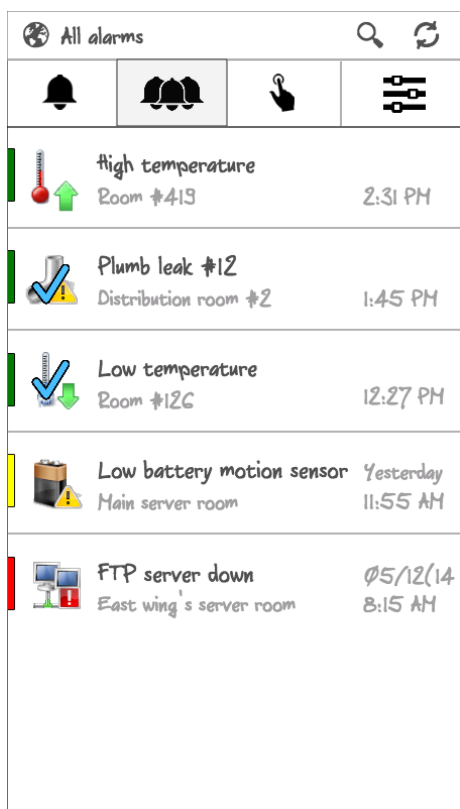 All alarms
High temperature
Room #419 2:31 PM
Plumb leak #12
Distribution room #2 1:45 PM
Low temperature
Room #126 12:27 PM
Low battery motion sensor Yesterday
Main server room 11:55 AM
FTP server down 05/12(14
East wing's server room 8:15 AM